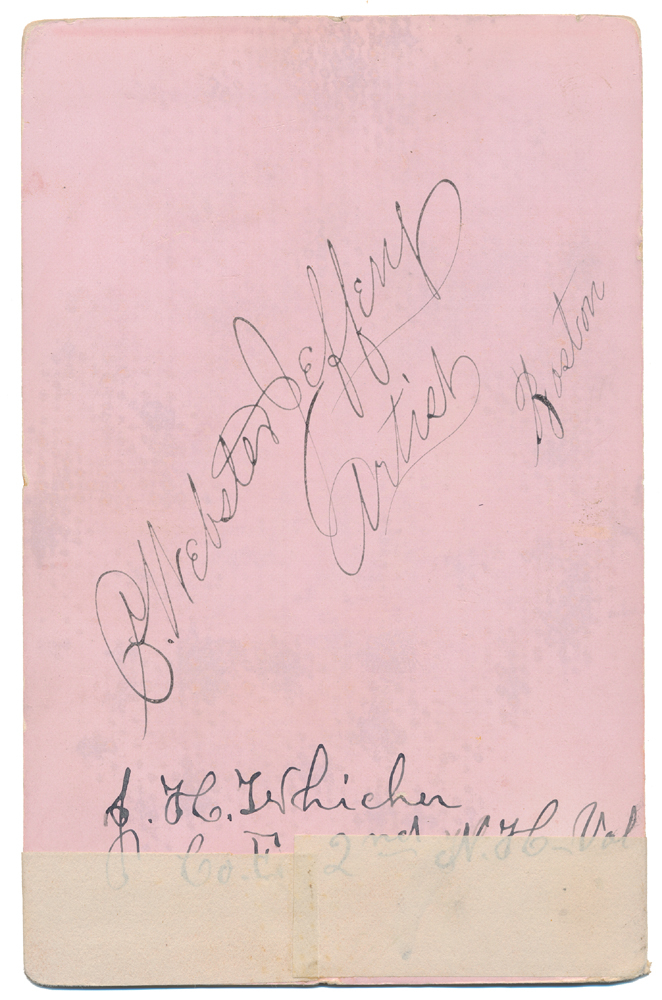 C. Webster Jeffery
Artist
Boston
J. H. Whicher
Co. 2nd N. H. Vol